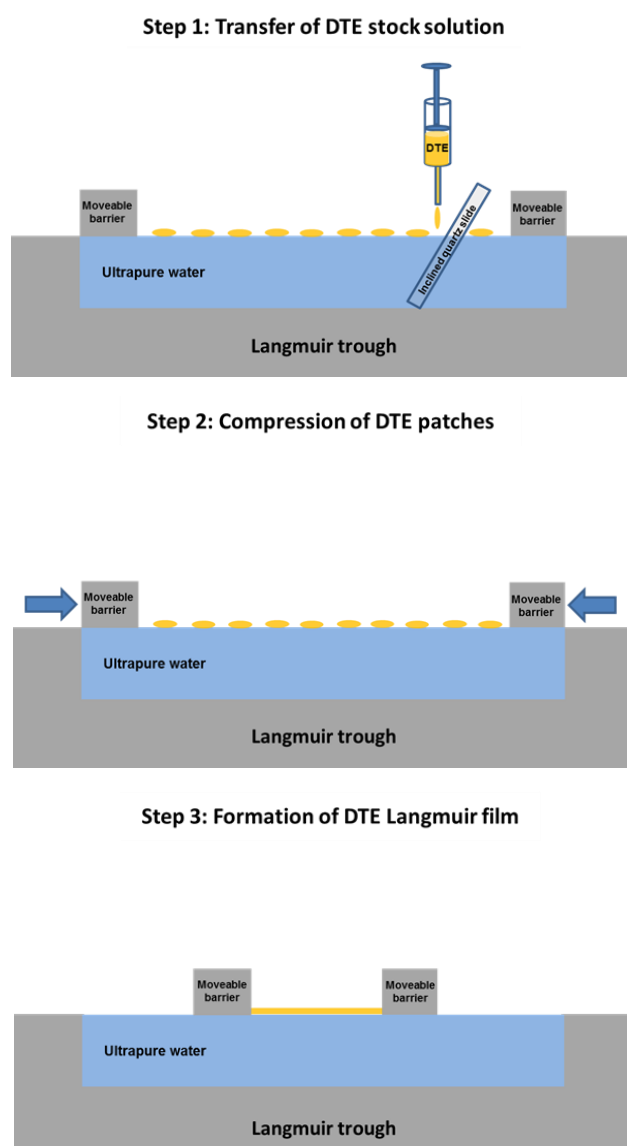 Step 1: Transfer of DTE stock solution
DTE
Moveable
barrier
Inclined quartz slide
Moveable
barrier
Ultrapure water
Langmuir trough
Step 2: Compression of DTE patches
Moveable
barrier
Moveable
barrier
Ultrapure water
Langmuir trough
Step 3: Formation of DTE Langmuir film
Moveable
barrier
Moveable
barrier
Ultrapure water
Langmuir trough